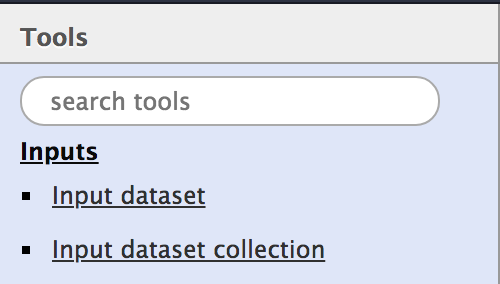 Tools
search tools
Inputs
Input dataset
Input dataset collection